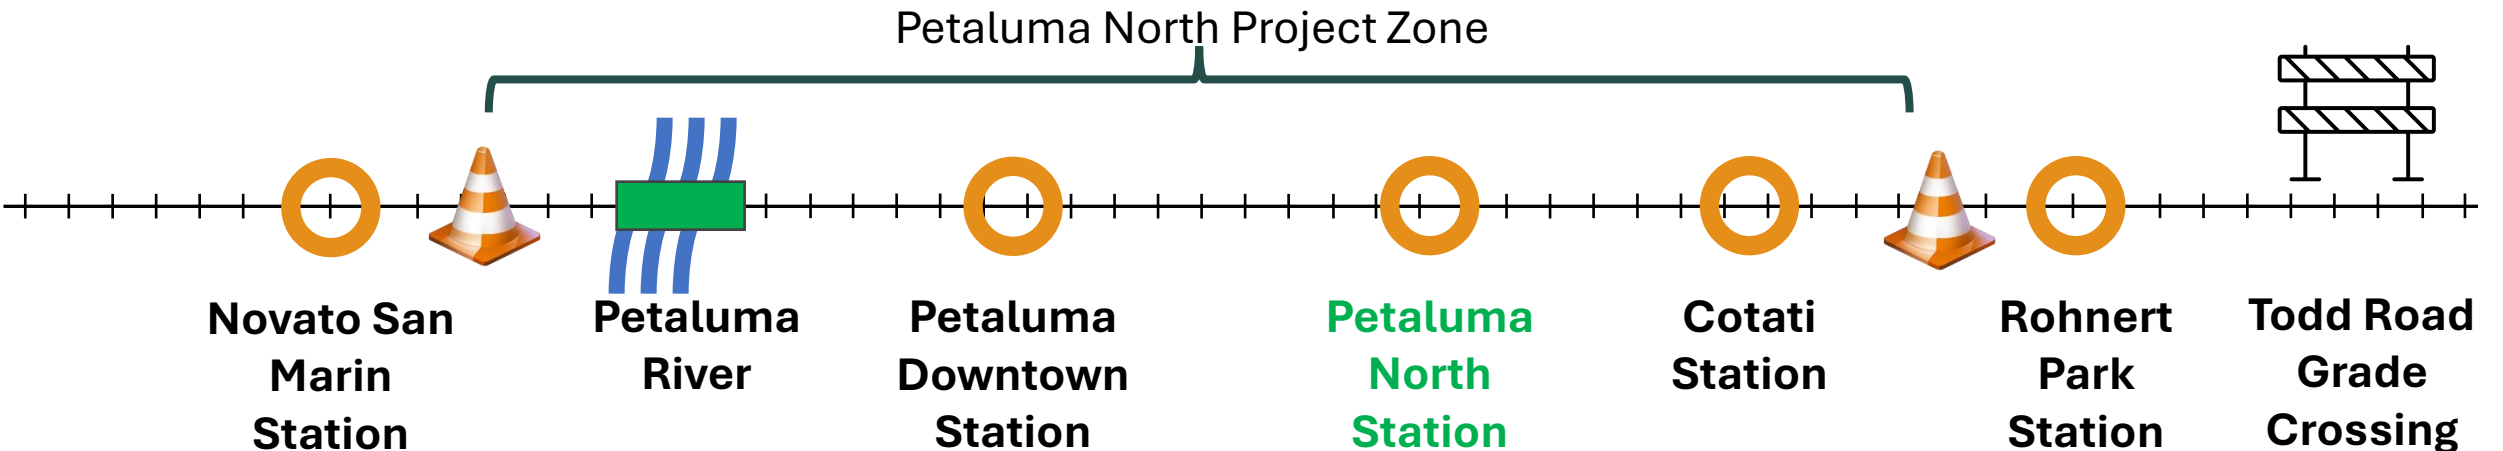 Petaluma North Project Zone
Novato San
Marin
Station
Petaluma
River
Petaluma
Downtown
Station
Petaluma
North
Station
Cotati
Station
Rohnert
Park
Station
Todd Road
Grade
Crossing